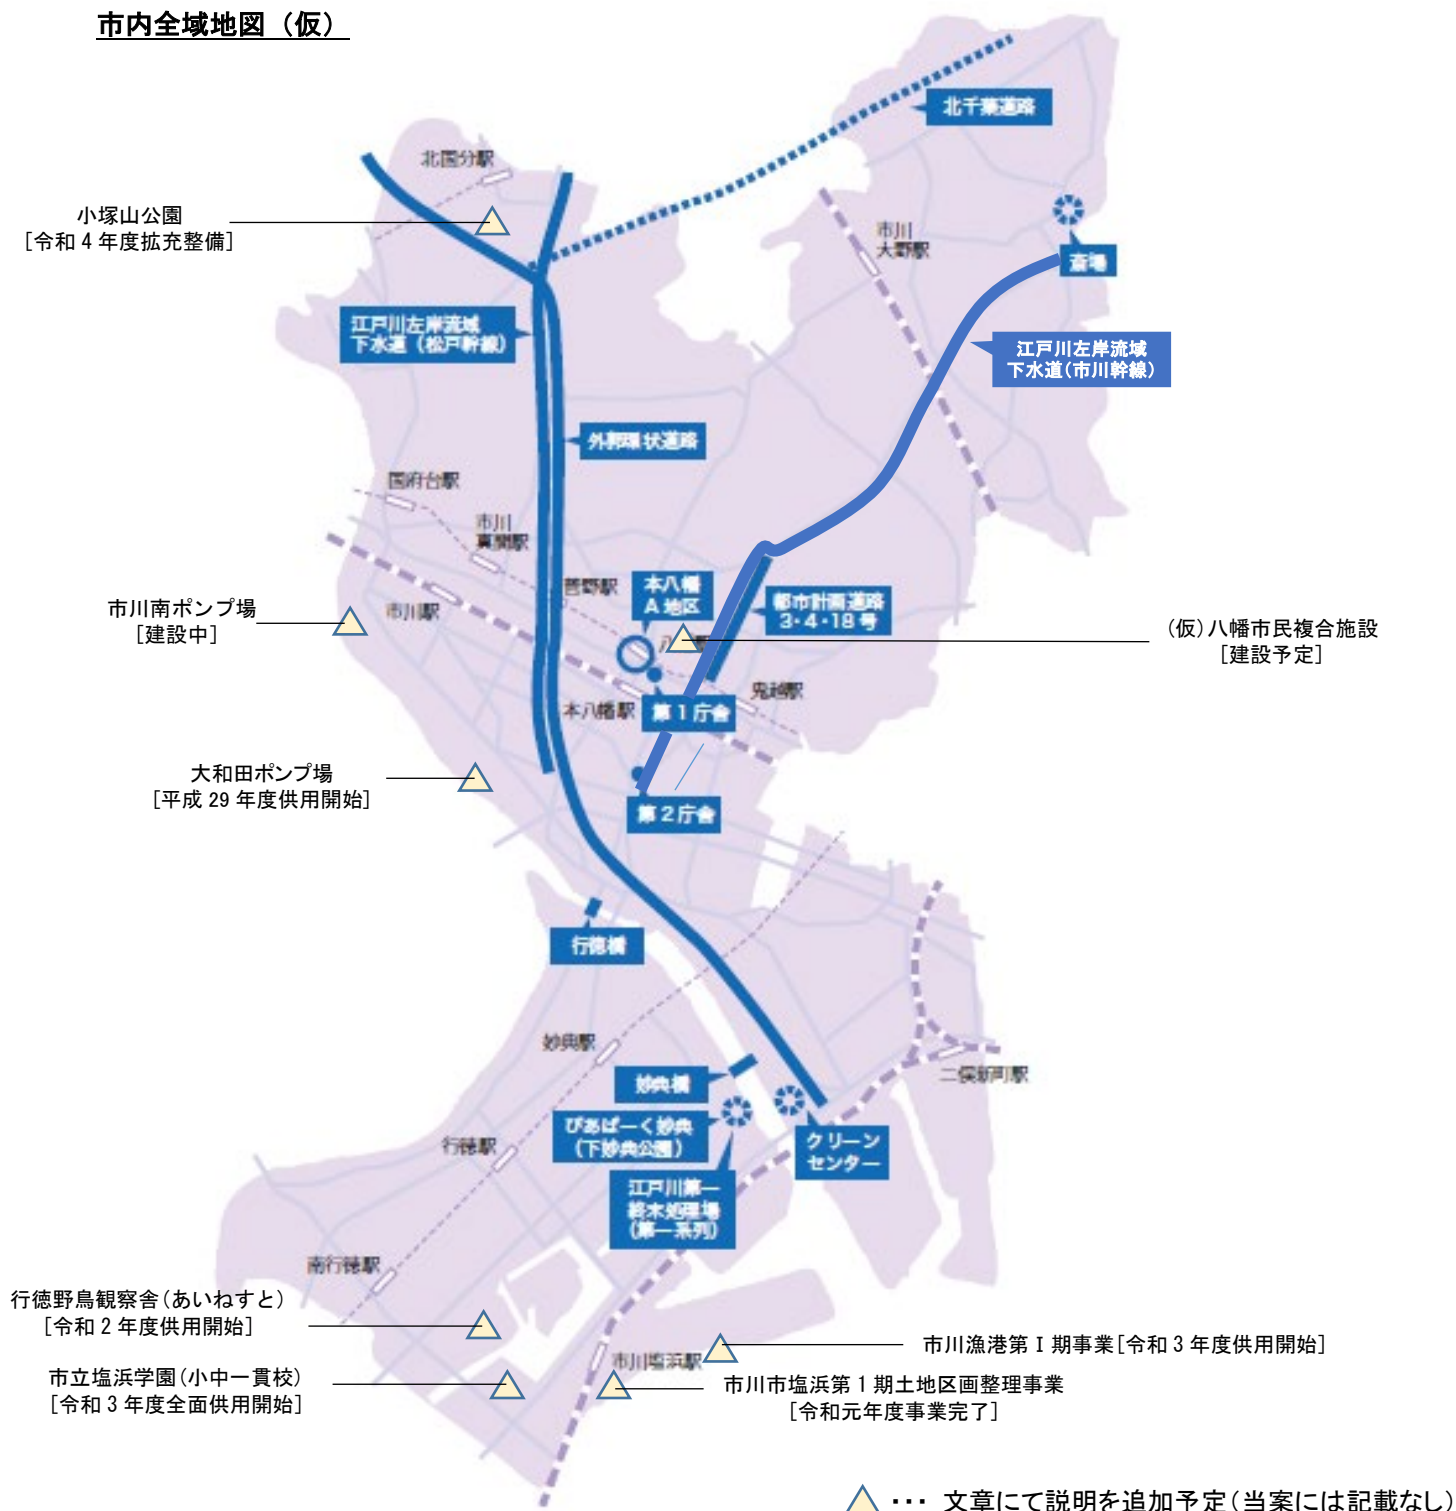 市内全域地図（仮）
北千葉道路
北国分駅
小塚山公園
[令和４年度拡充整備]
市川
大野駅
斎場
江戸川左岸流域
下水道（松戸幹線）
江戸川左岸流域
下水道(市川幹線)
外郭環状道路
国府台駅
市川
真間駅
菅野駅
本八幡
A地区
都市計画道路
3・4・18号
市川南ポンプ場
[建設中]
市川駅
(仮)八幡市民複合施設
[建設予定]
八
駅
鬼越駅
本八幡駅
第１庁舎
大和田ポンプ場
[平成29年度供用開始]
第２庁舎
行徳橋
妙典駅
二俣新町駅
妙典橋
ぴあぱーく妙典
（下妙典公園）
クリーン
センター
行徳駅
江戸川第一
終末処理場
（第一系列）
南行徳駅
行徳野鳥観察舎(あいねすと)
[令和２年度供用開始]
市川塩浜駅
市川漁港第Ⅰ期事業[令和３年度供用開始]
市立塩浜学園(小中一貫校)
[令和３年度全面供用開始]
市川市塩浜第１期土地区画整理事業
[令和元年度事業完了]
･･･ 文章にて説明を追加予定(当案には記載なし)